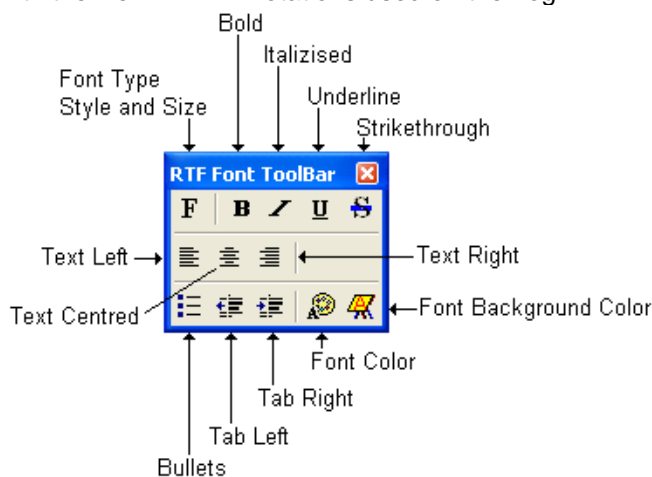 Bold
Italizised
Font Type
Style and Size
Underline
Strikethrough
RTF Font ToolBar
F B I U S
Text Left
Text Right
Text Centred
Font Background Color
Font Color
Tab Right
Tab Left
Bullets